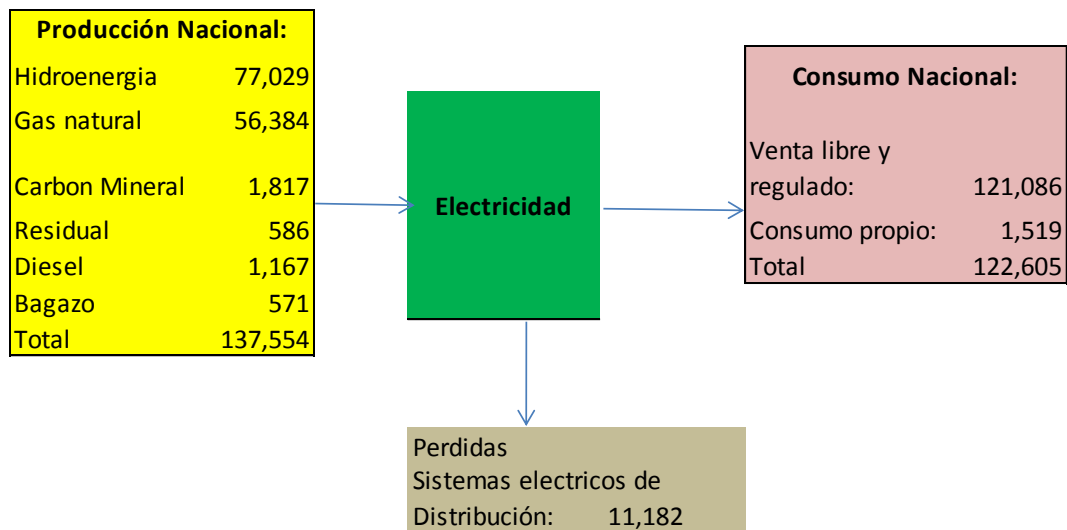 Producción Nacional:
Hidroenergia 77,029
Gas natural 56,384
Carbon Mineral 1,817
Residual 586
Diesel 1,167
Bagazo 571
Total 137,554
Electricidad
Consumo Nacional:
Venta libre y
regulado: 121,086
Consumo propio: 1,519
Total 122,605
Perdidas
Sistemas electricos de
Distribución: 11,182